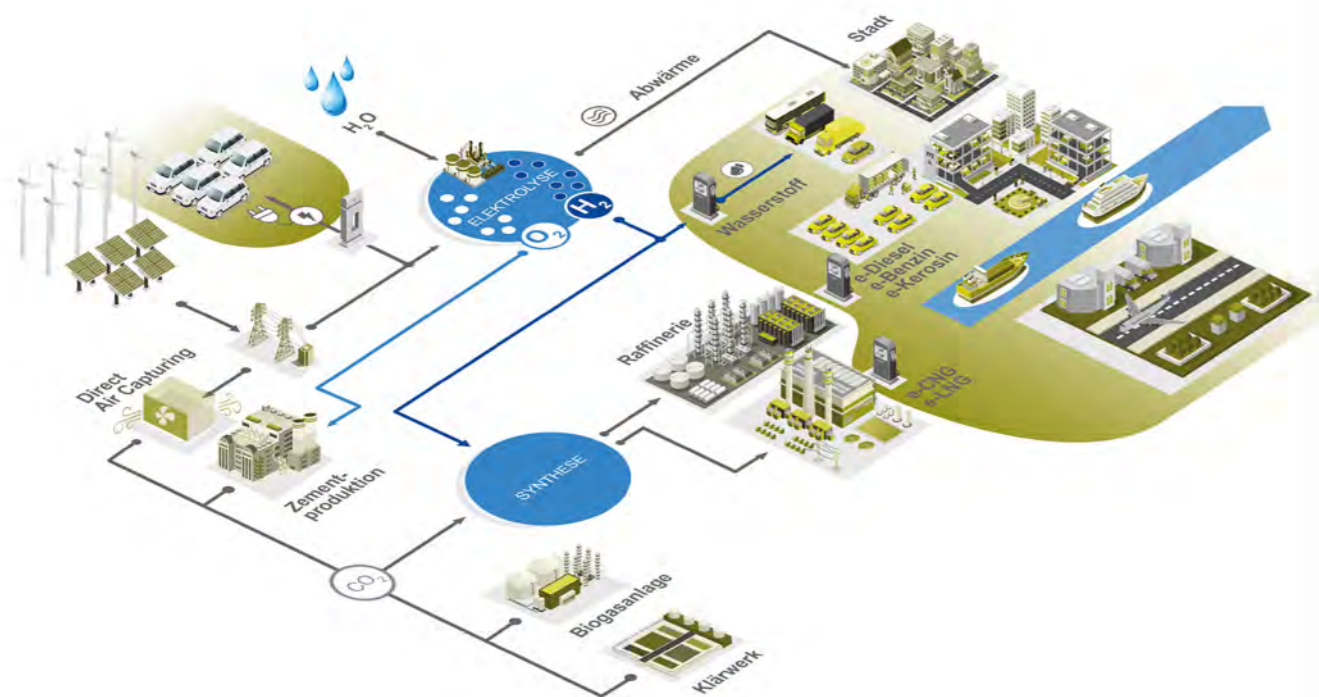 Stadt
Abwärme
H₂O
ELEKTROLYSE
H₂
O₂
Wasserstoff
e-Diesel
e-Benzin
e-Kerosin
Raffinerie
Direct
Air Capturing
e-CNG
e-LNG
Zement-
produktion
SYNTHESE
CO₂
Biogasanlage
Klärwerk